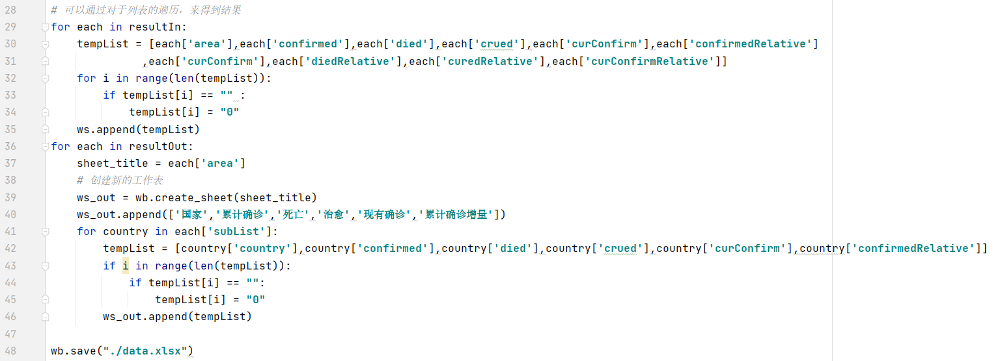 28 # 可以通过对于列表的遍历，来得到结果
29 for each in resultIn:
30     tempList = [each['area'],each['confirmed'],each['died'],each['crued'],each['curConfirm'],each['confirmedRelative']
31               ,each['curConfirm'],each['diedRelative'],each['curedRelative'],each['curConfirmRelative']]
32     for i in range(len(tempList)):
33         if tempList[i] == "" :
34             tempList[i] = "0"
35     ws.append(tempList)
36 for each in resultOut:
37     sheet_title = each['area']
38     # 创建新的工作表
39     ws_out = wb.create_sheet(sheet_title)
40     ws_out.append(['国家','累计确诊','死亡','治愈','现有确诊','累计确诊增量'])
41     for country in each['subList']:
42         tempList = [country['country'],country['confirmed'],country['died'],country['crued'],country['curConfirm'],country['confirmedRelative']]
43         if i in range(len(tempList)):
44             if tempList[i] == "":
45                 tempList[i] = "0"
46         ws_out.append(tempList)
47
48 wb.save("./data.xlsx")